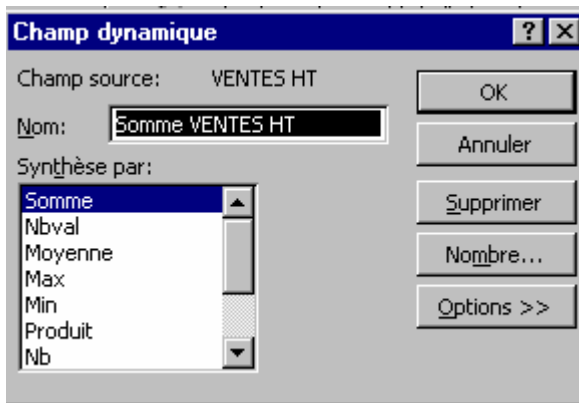 Champ dynamique
Champ source: VENTES HT
Nom: Somme VENTES HT
Synthèse par:
Somme
Nbval
Moyenne
Max
Min
Produit
Nb
OK
Annuler
Supprimer
Nombre...
Options >>